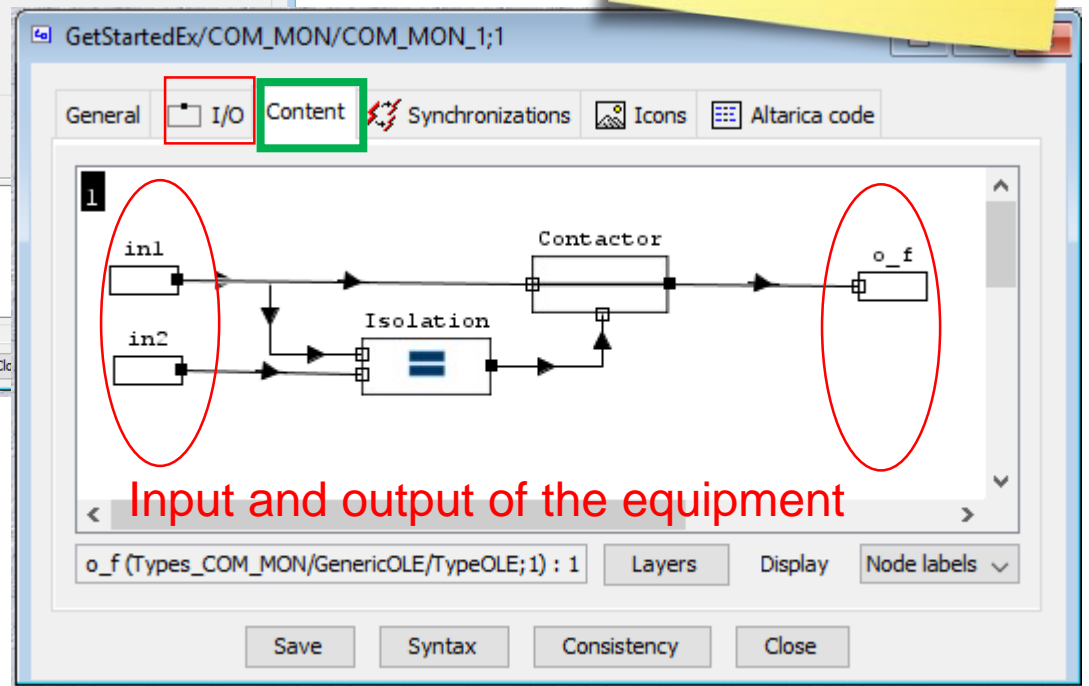 GetStartedEx/COM_MON/COM_MON_1;1
General I/O Content Synchronizations Icons Altarica code
1
Contactor
in1
o_f
Isolation
in2
Input and output of the equipment
o_f (Types_COM_MON/GenericOLE/TypeOLE;1) : 1 Layers Display Node labels
Save Syntax Consistency Close